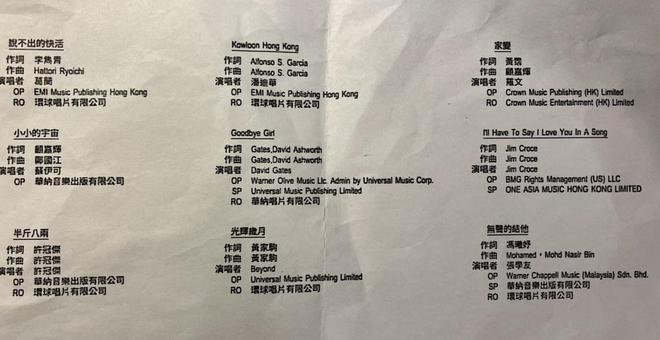 說不出的快活
作詞 李雋青
作曲 Hattori Ryoichi
演唱者 葛蘭
OP EMI Music Publishing Hong Kong
RO 環球唱片有限公司
小小的宇宙
作詞 顧嘉輝
作曲 鄭國江
演唱者 蘇伊可
OP 華納音樂出版有限公司
半斤八兩
作詞 許冠傑
作曲 許冠傑
演唱者 許冠傑
OP 華納音樂出版有限公司
RO 環球唱片有限公司
Kowloon Hong Kong
作詞 Alfonso S. Garcia
作曲 Alfonso S. Garcia
演唱者 潘迪華
OP EMI Music Publishing Hong Kong
RO 環球唱片有限公司
Goodbye Girl
作詞 Gates,David Ashworth
作曲 Gates,David Ashworth
演唱者 David Gates
OP Warner Olive Music Llc. Admin by Universal Music Corp.
SP Universal Music Publishing Limited
RO 華納唱片有限公司
光輝歲月
作詞 黃家駒
作曲 黃家駒
演唱者 Beyond
OP Universal Music Publishing Limited
RO 環球唱片有限公司
家變
作詞 黃霑
作曲 顧嘉輝
演唱者 羅文
OP Crown Music Publishing (HK) Limited
RO Crown Music Entertainment (HK) Limited
I'll Have To Say I Love You In A Song
作詞 Jim Croce
作曲 Jim Croce
演唱者 Jim Croce
OP BMG Rights Management (US) LLC
SP ONE ASIA MUSIC HONG KONG LIMITED
無聲的結他
作詞 馮曦妤
作曲 Mohamed，Mohd Nasir Bin
演唱者 張學友
OP Warner Chappell Music (Malaysia) Sdn. Bhd.
SP 華納音樂出版有限公司
RO 環球唱片有限公司